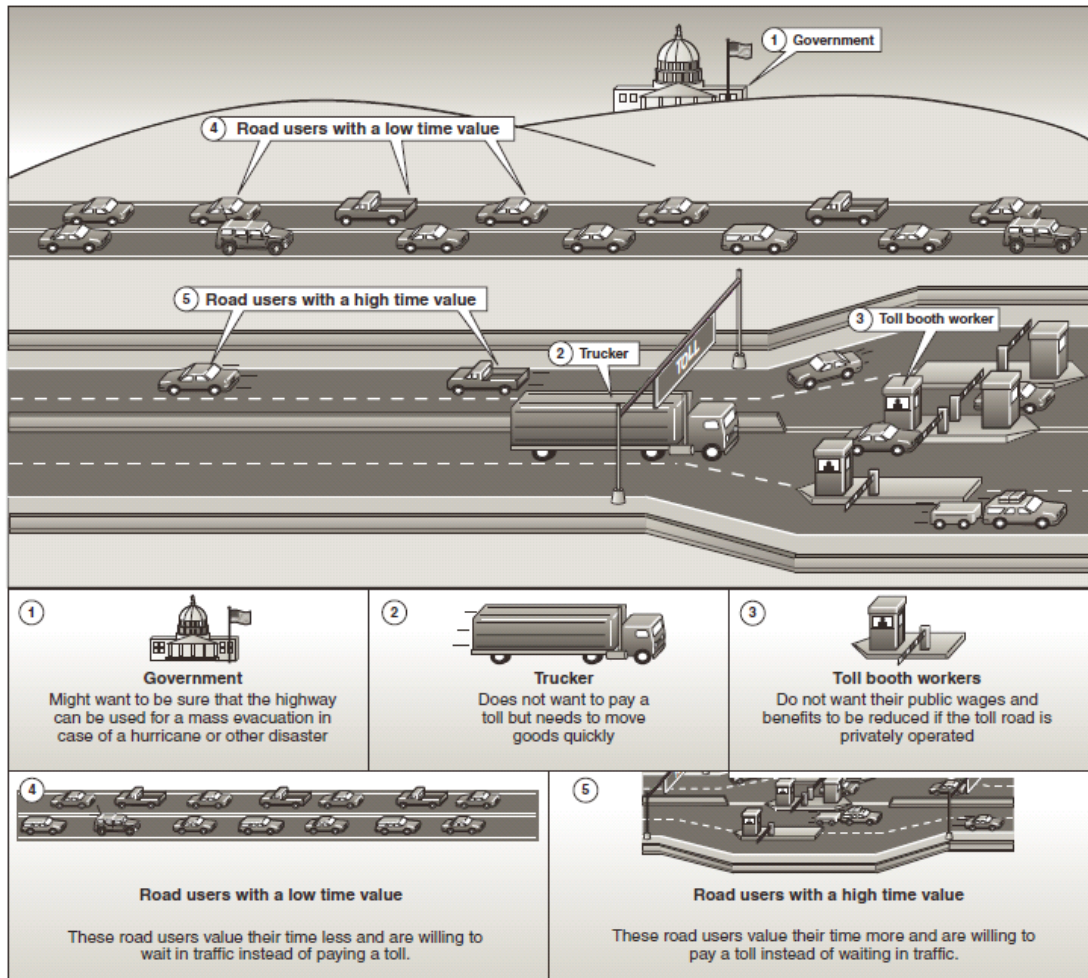 1 Government
4 Road users with a low time value
5 Road users with a high time value
3 Toll booth worker
2 Trucker
TOLL
1
Government
Might want to be sure that the highway
can be used for a mass evacuation in
case of a hurricane or other disaster
2
Trucker
Does not want to pay a
toll but needs to move
goods quickly
3
Toll booth workers
Do not want their public wages and
benefits to be reduced if the toll road is
privately operated
4
Road users with a low time value
These road users value their time less and are willing to
wait in traffic instead of paying a toll.
5
Road users with a high time value
These road users value their time more and are willing to
pay a toll instead of waiting in traffic.